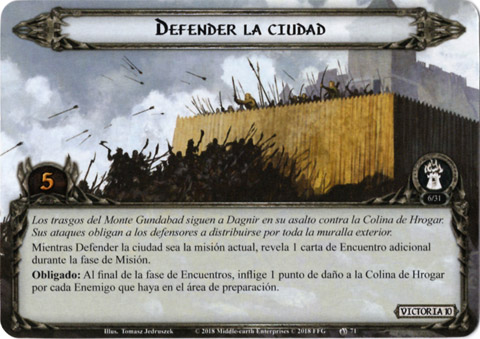 Defender la ciudad
5
6/31
Los trasgos del Monte Gundabad siguen a Dagnir en su asalto contra la Colina de Hrogar.
Sus ataques obligan a los defensores a distribuirse por toda la muralla exterior.
Mientras Defender la ciudad sea la misión actual, revela 1 carta de Encuentro adicional
durante la fase de Misión.
Obligado: Al final de la fase de Encuentros, inflige 1 punto de daño a la Colina de Hrogar
por cada Enemigo que haya en el área de preparación.
Victoria 10
Illus. Tomasz Jedruszek © 2018 Middle-earth Enterprises © 2018 FFG 71